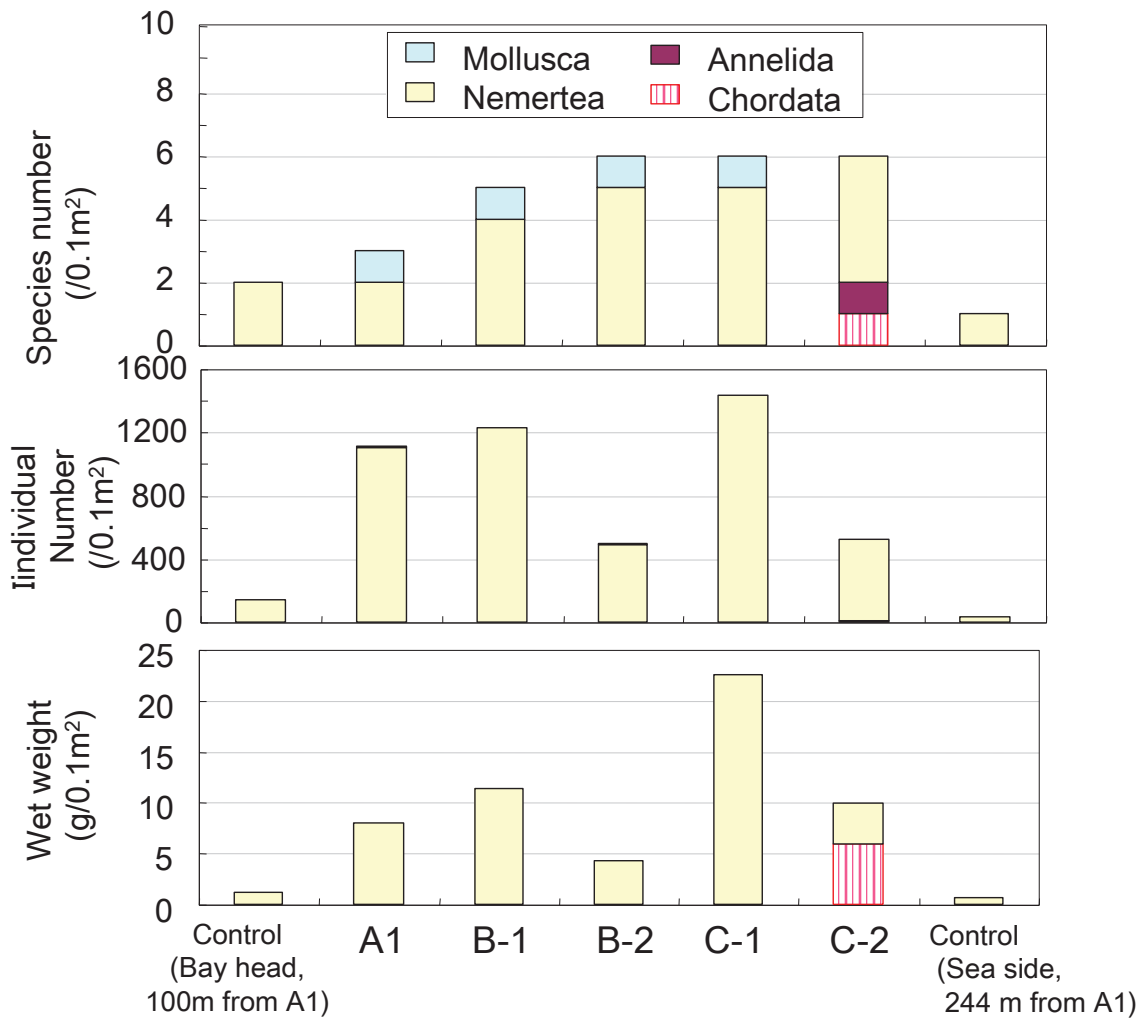 10
8
6
4
2
0
Species number
(/0.1m²)
Mollusca
Nemertea
Annelida
Chordata
1600
1200
800
400
0
Iindividual
Number
(/0.1m²)
25
20
15
10
5
0
Wet weight
(g/0.1m²)
Control
(Bay head,
100m from A1)
A1
B-1
B-2
C-1
C-2
Control
(Sea side,
244 m from A1)